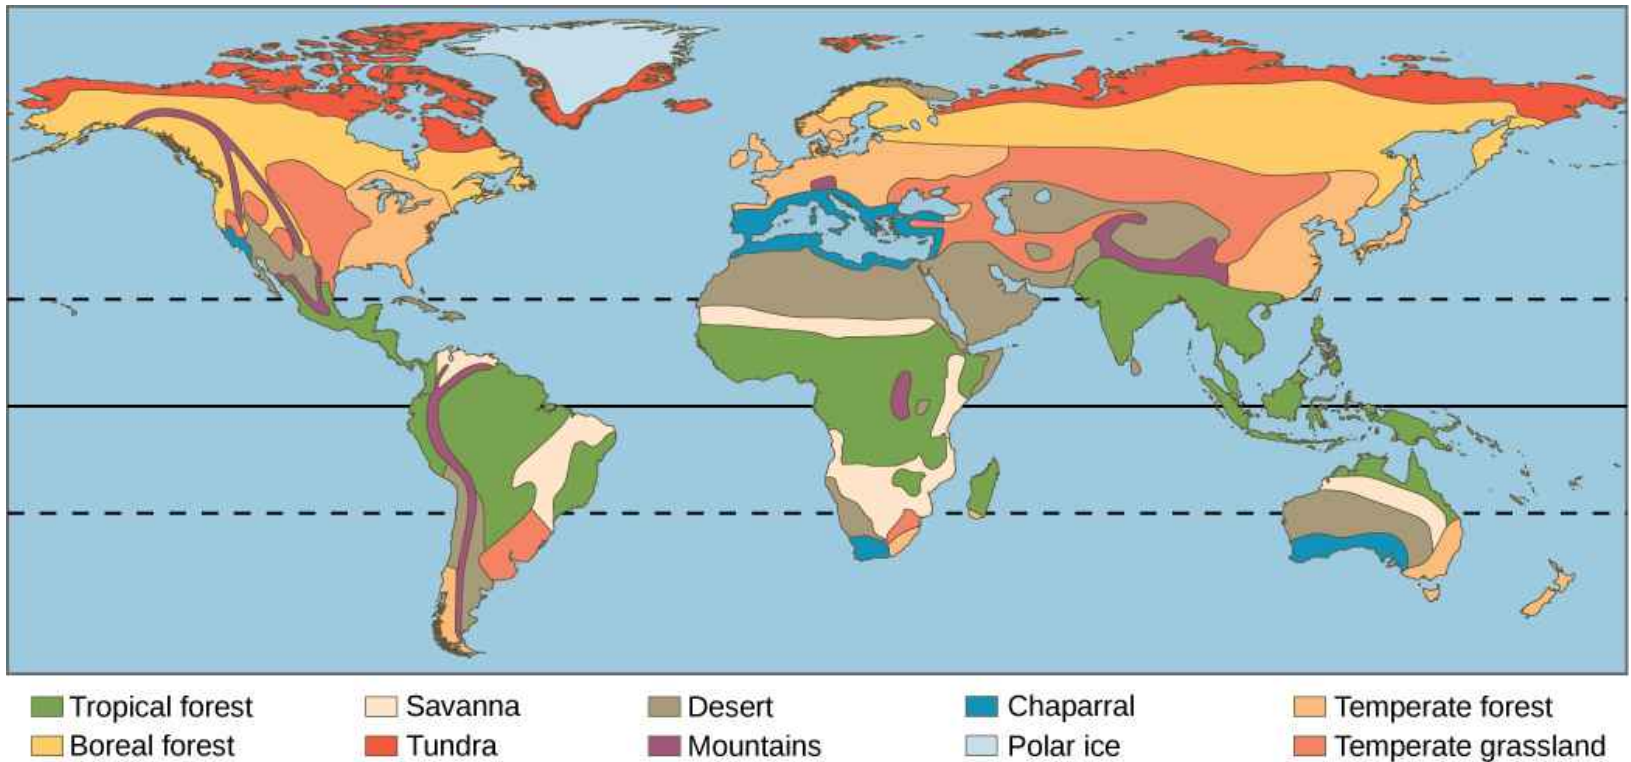 Tropical forest Savanna Desert Chaparral Temperate forest
Boreal forest Tundra Mountains Polar ice Temperate grassland